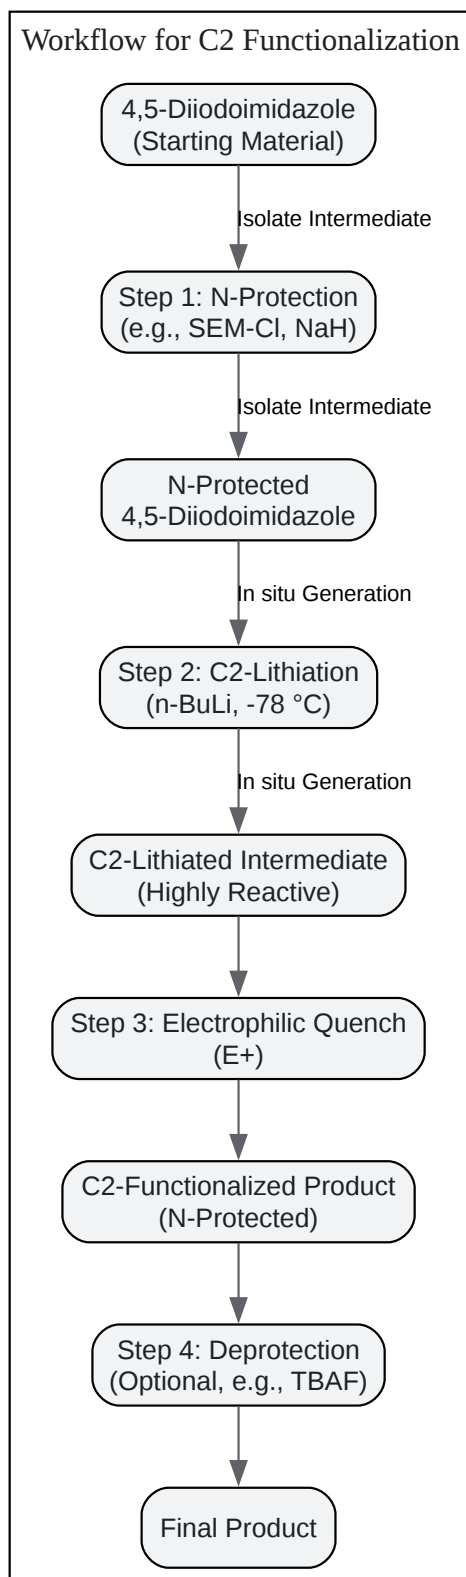 Workflow for C2 Functionalization
4,5-Diiodoimidazole
(Starting Material)
Isolate Intermediate
Step 1: N-Protection
(e.g., SEM-Cl, NaH)
Isolate Intermediate
N-Protected
4,5-Diiodoimidazole
In situ Generation
Step 2: C2-Lithiation
(n-BuLi, -78 °C)
In situ Generation
C2-Lithiated Intermediate
(Highly Reactive)
Step 3: Electrophilic Quench
(E+)
C2-Functionalized Product
(N-Protected)
Step 4: Deprotection
(Optional, e.g., TBAF)
Final Product